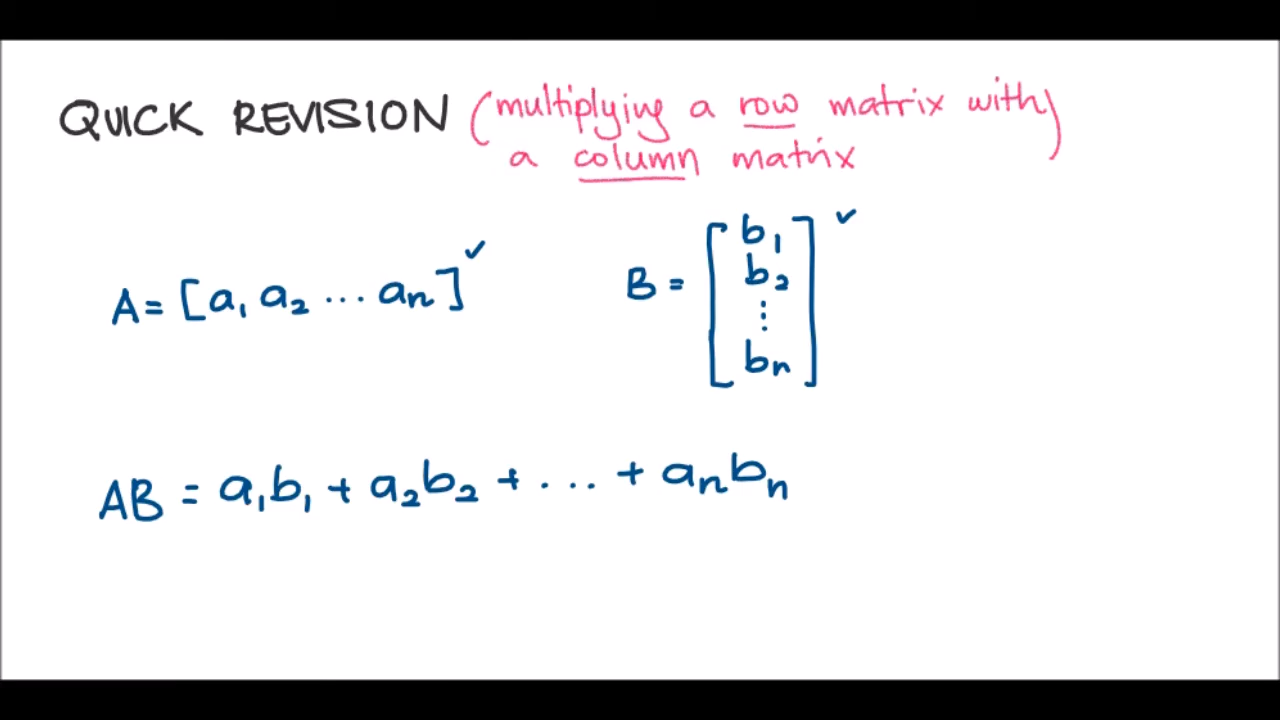 QUICK REVISION (multiplying a row matrix with)
a column matrix
A = [a₁ a₂ ... aₙ] ✓
B = [b₁ ✓
b₂
⋮
bₙ]
AB = a₁b₁ + a₂b₂ + ... + aₙbₙ